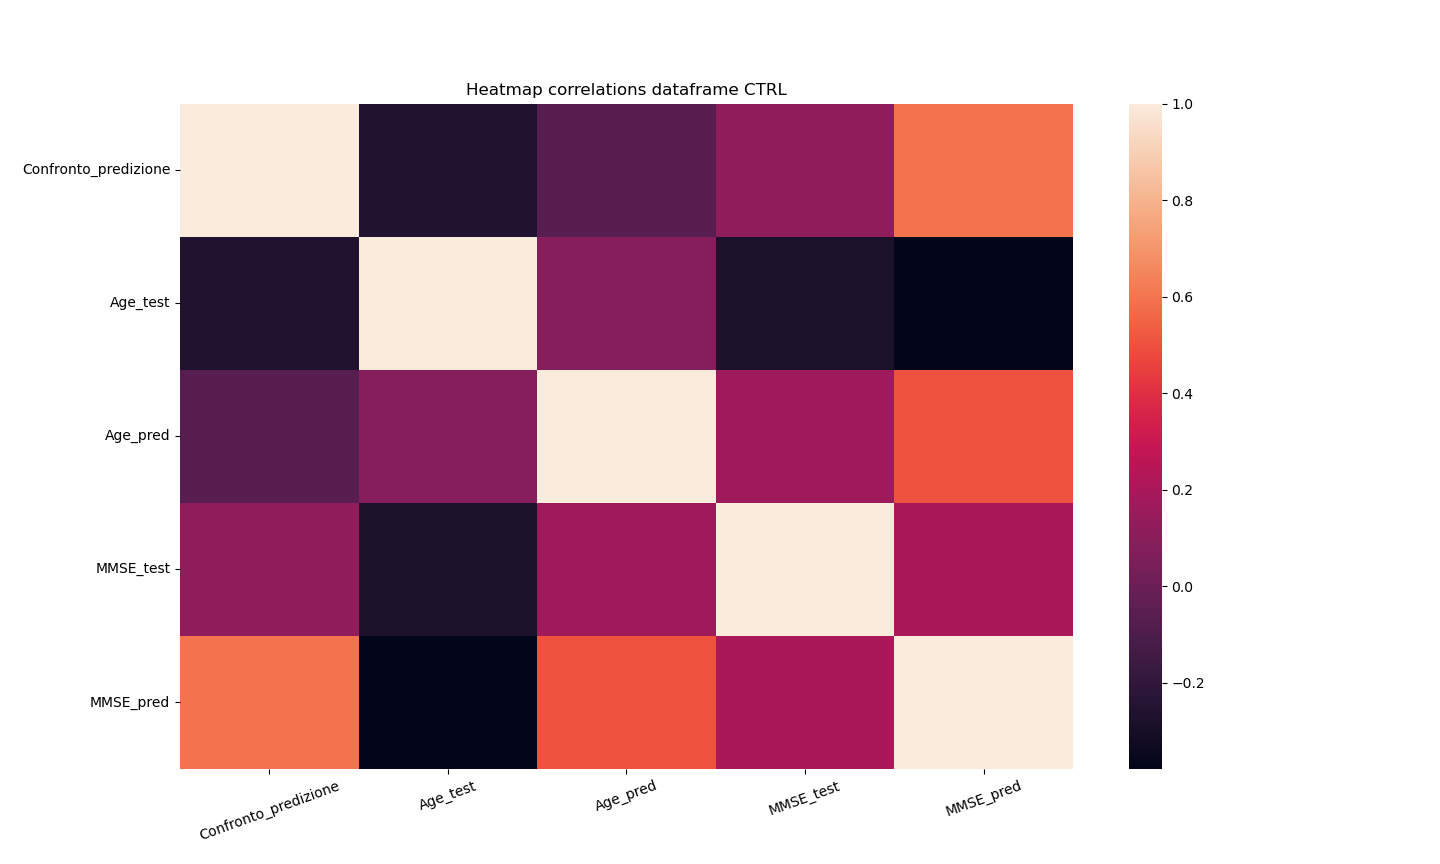 Heatmap correlations dataframe CTRL
Confronto_predizione
Age_test
Age_pred
MMSE_test
MMSE_pred
Confronto_predizione
Age_test
Age_pred
MMSE_test
MMSE_pred
1.0
0.8
0.6
0.4
0.2
0.0
−0.2